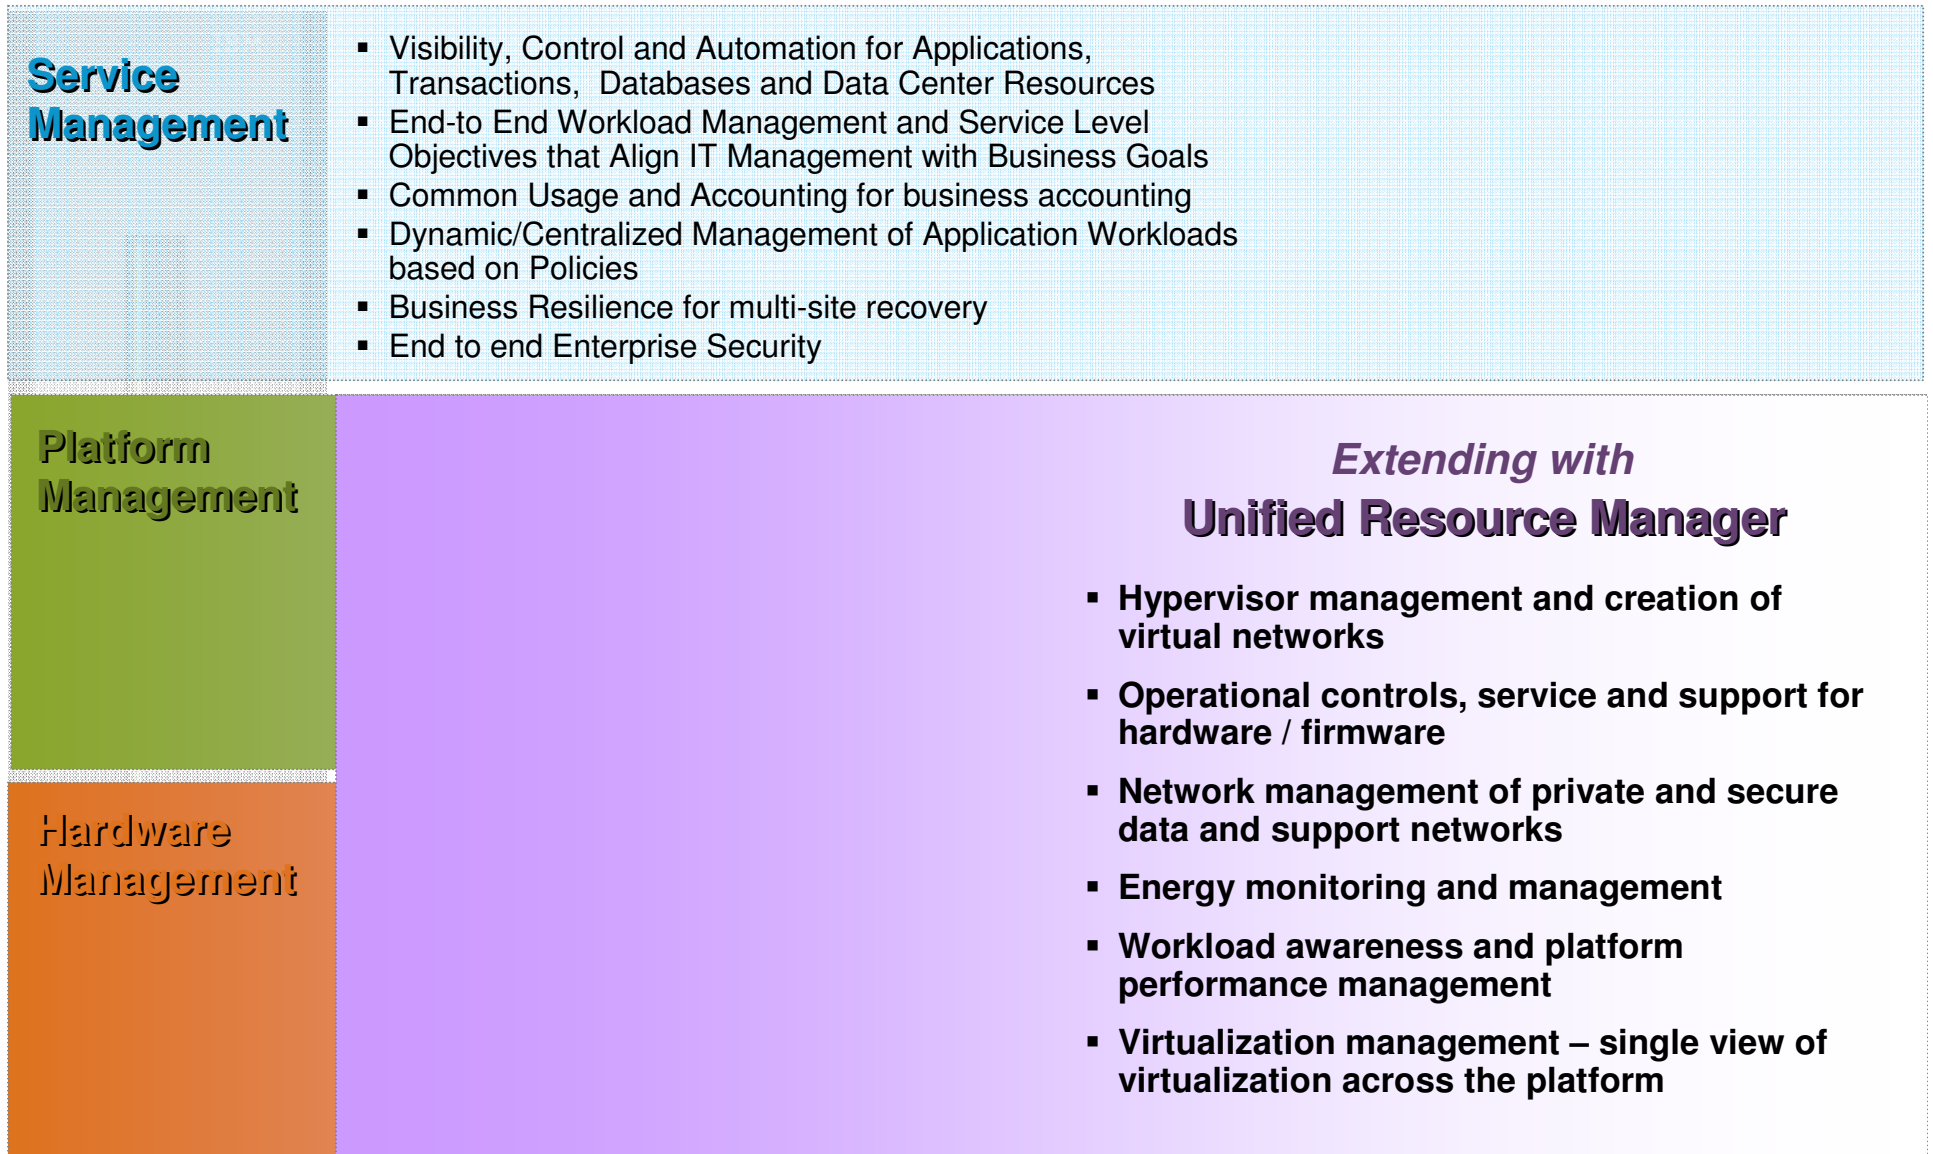 Service
Management
▪ Visibility, Control and Automation for Applications,
Transactions,  Databases and Data Center Resources
▪ End-to End Workload Management and Service Level
Objectives that Align IT Management with Business Goals
▪ Common Usage and Accounting for business accounting
▪ Dynamic/Centralized Management of Application Workloads
based on Policies
▪ Business Resilience for multi-site recovery
▪ End to end Enterprise Security
Platform
Management
Hardware
Management
Extending with
Unified Resource Manager
▪ Hypervisor management and creation of
virtual networks
▪ Operational controls, service and support for
hardware / firmware
▪ Network management of private and secure
data and support networks
▪ Energy monitoring and management
▪ Workload awareness and platform
performance management
▪ Virtualization management – single view of
virtualization across the platform